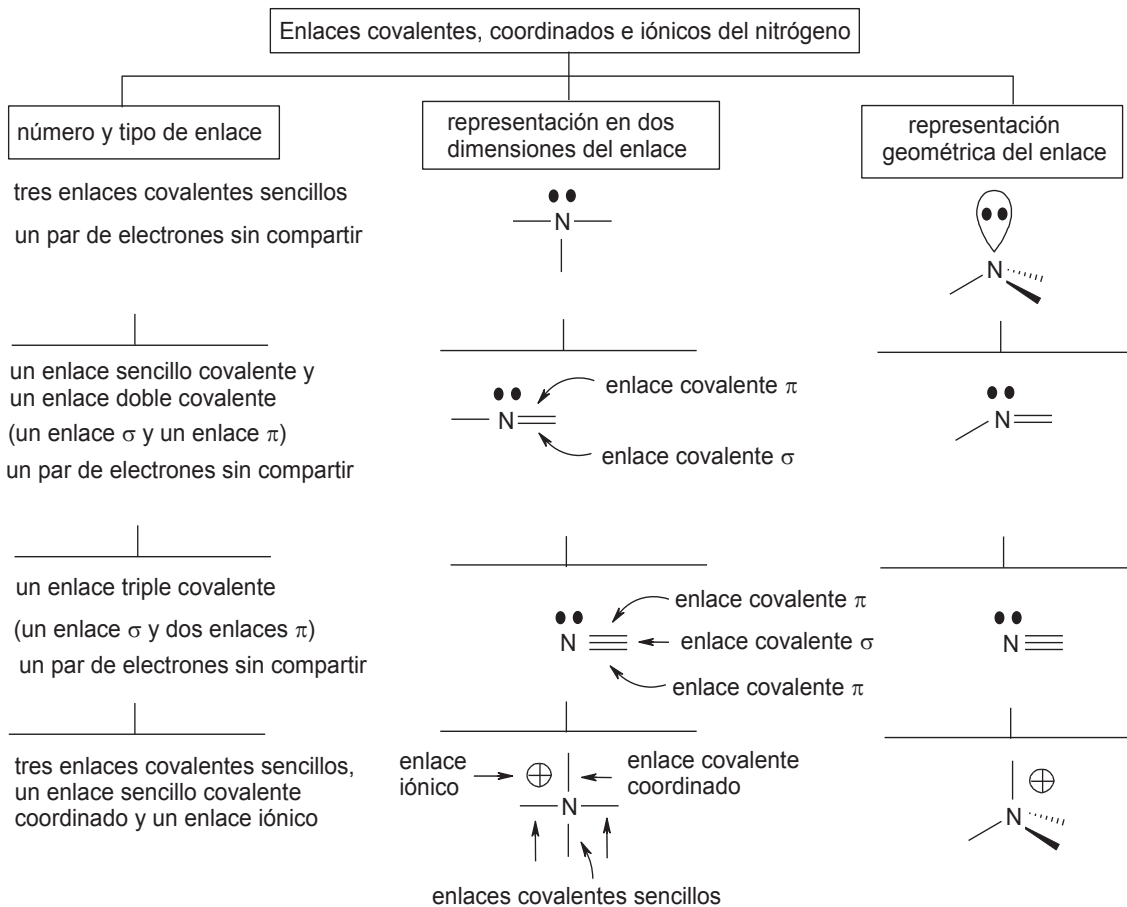 Enlaces covalentes, coordinados e iónicos del nitrógeno
número y tipo de enlace
representación en dos
dimensiones del enlace
representación
geométrica del enlace
tres enlaces covalentes sencillos
un par de electrones sin compartir
N
N
un enlace sencillo covalente y
un enlace doble covalente
(un enlace σ y un enlace π)
un par de electrones sin compartir
N
enlace covalente π
enlace covalente σ
N
un enlace triple covalente
(un enlace σ y dos enlaces π)
un par de electrones sin compartir
N
enlace covalente π
enlace covalente σ
enlace covalente π
N
tres enlaces covalentes sencillos,
un enlace sencillo covalente
coordinado y un enlace iónico
enlace
iónico
⊕
N
enlace covalente
coordinado
enlaces covalentes sencillos
⊕
N